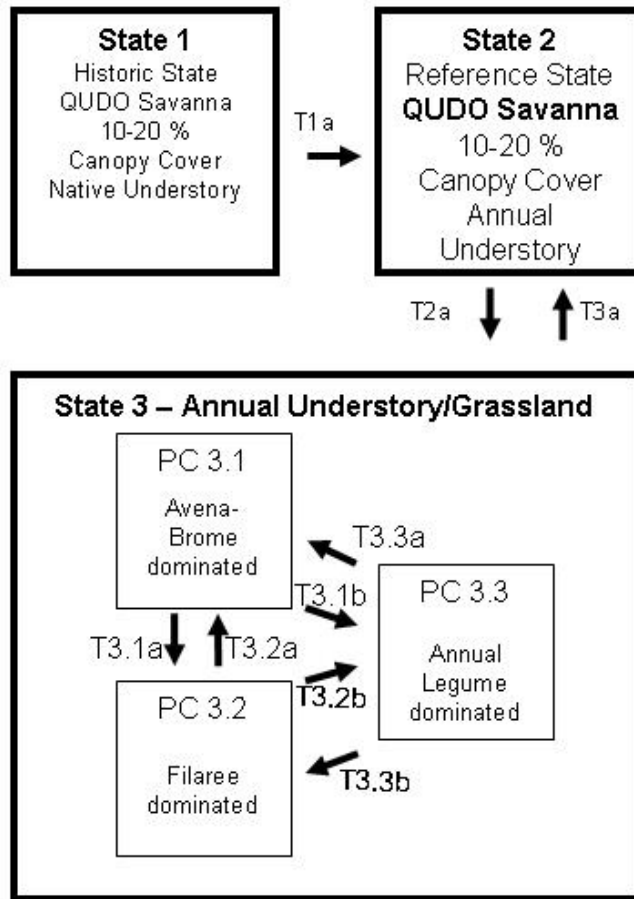 State 1
Historic State
QUDO Savanna
10-20 %
Canopy Cover
Native Understory
T1a
State 2
Reference State
QUDO Savanna
10-20 %
Canopy Cover
Annual
Understory
T2a
T3a
State 3 – Annual Understory/Grassland
PC 3.1
Avena-
Brome
dominated
T3.3a
T3.1b
PC 3.3
Annual
Legume
dominated
T3.1a
T3.2a
T3.2b
PC 3.2
Filaree
dominated
T3.3b